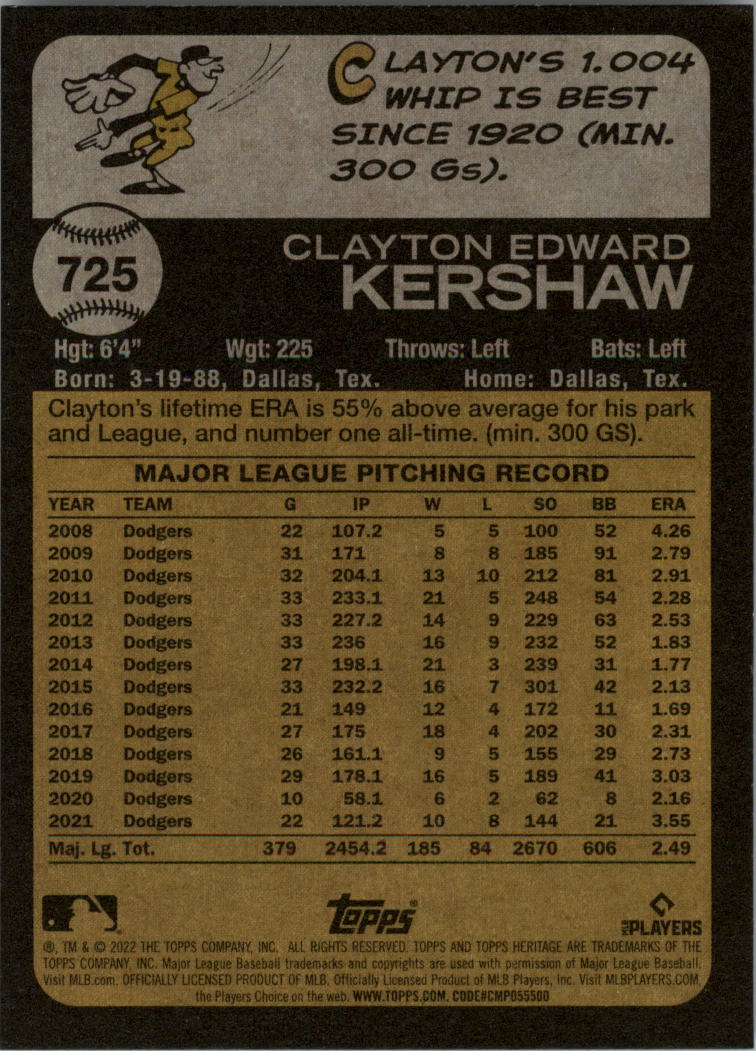 CLAYTON'S 1.004
WHIP IS BEST
SINCE 1920 (MIN.
300 GS).
725
CLAYTON EDWARD
KERSHAW
Hgt: 6'4" Wgt: 225 Throws: Left Bats: Left
Born: 3-19-88, Dallas, Tex. Home: Dallas, Tex.
Clayton's lifetime ERA is 55% above average for his park
and League, and number one all-time. (min. 300 GS).
MAJOR LEAGUE PITCHING RECORD
YEAR TEAM G IP W L SO BB ERA
2008 Dodgers 22 107.2 5 5 100 52 4.26
2009 Dodgers 31 171 8 8 185 91 2.79
2010 Dodgers 32 204.1 13 10 212 81 2.91
2011 Dodgers 33 233.1 21 5 248 54 2.28
2012 Dodgers 33 227.2 14 9 229 63 2.53
2013 Dodgers 33 236 16 9 232 52 1.83
2014 Dodgers 27 198.1 21 3 239 31 1.77
2015 Dodgers 33 232.2 16 7 301 42 2.13
2016 Dodgers 21 149 12 4 172 11 1.69
2017 Dodgers 27 175 18 4 202 30 2.31
2018 Dodgers 26 161.1 9 5 155 29 2.73
2019 Dodgers 29 178.1 16 5 189 41 3.03
2020 Dodgers 10 58.1 6 2 62 8 2.16
2021 Dodgers 22 121.2 10 8 144 21 3.55
Maj. Lg. Tot. 379 2454.2 185 84 2670 606 2.49
Topps® MLB PLAYERS
®, TM & © 2022 THE TOPPS COMPANY, INC. ALL RIGHTS RESERVED. TOPPS AND TOPPS HERITAGE ARE TRADEMARKS OF THE
TOPPS COMPANY, INC. Major League Baseball trademarks and copyrights are used with permission of Major League Baseball.
Visit MLB.com. OFFICIALLY LICENSED PRODUCT OF MLB. Officially Licensed Product of MLB Players, Inc. Visit MLBPLAYERS.COM,
the Players Choice on the web. WWW.TOPPS.COM. CODE#CMP055500